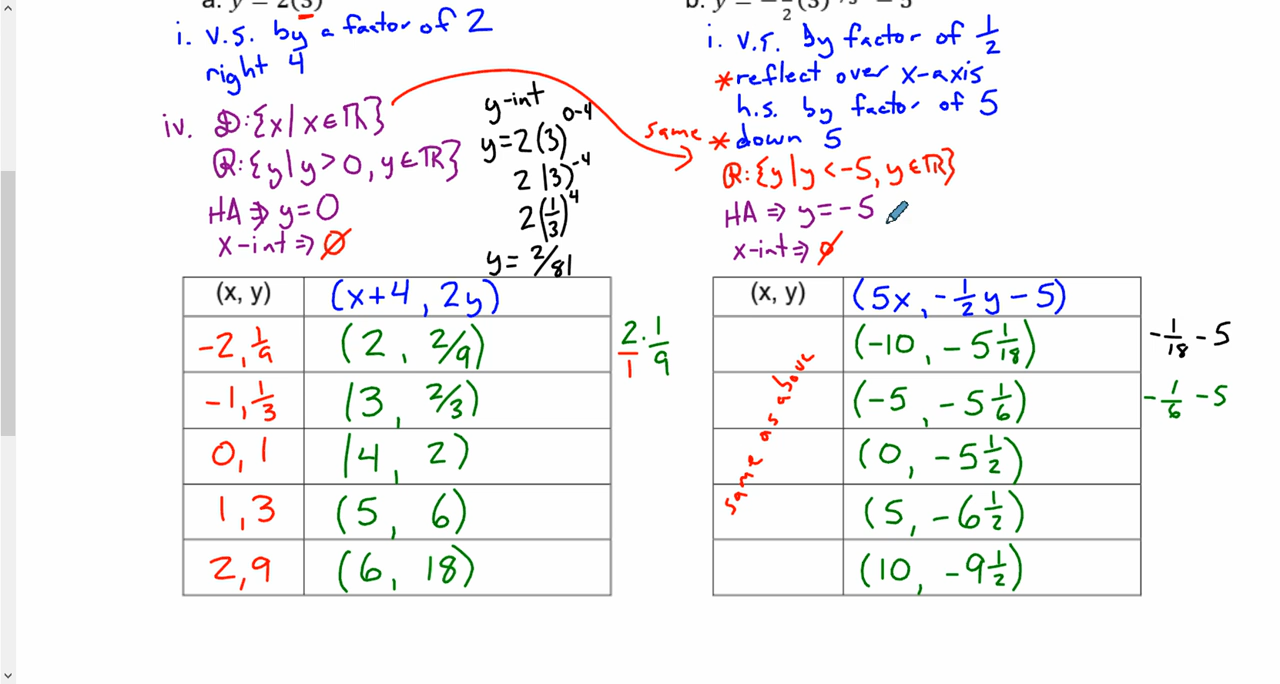 a. y = 2(3)
i. v.s. by a factor of 2
right 4
iv. D:{x/x∈ℝ}
R:{y/y>0, y∈ℝ}
HA ⇒ y=0
x-int ⇒ ∅
y-int
y=2(3)^0-4
2(3)^-4
2(1/3)^4
y= 2/81
same
(x, y) (x+4, 2y)
-2, 1/9 (2, 2/9)
-1, 1/3 (3, 2/3)
0, 1 (4, 2)
1, 3 (5, 6)
2, 9 (6, 18)
2/1 · 1/9
i. v.s. by factor of 1/2
*reflect over x-axis
h.s. by factor of 5
*down 5
R:{y/y<-5, y∈ℝ}
HA ⇒ y=-5
x-int ⇒ ∅
(x, y) (5x, -1/2y-5)
same as above
(-10, -5 1/18)
(-5, -5 1/6)
(0, -5 1/2)
(5, -6 1/2)
(10, -9 1/2)
-1/18 -5
-1/6 -5